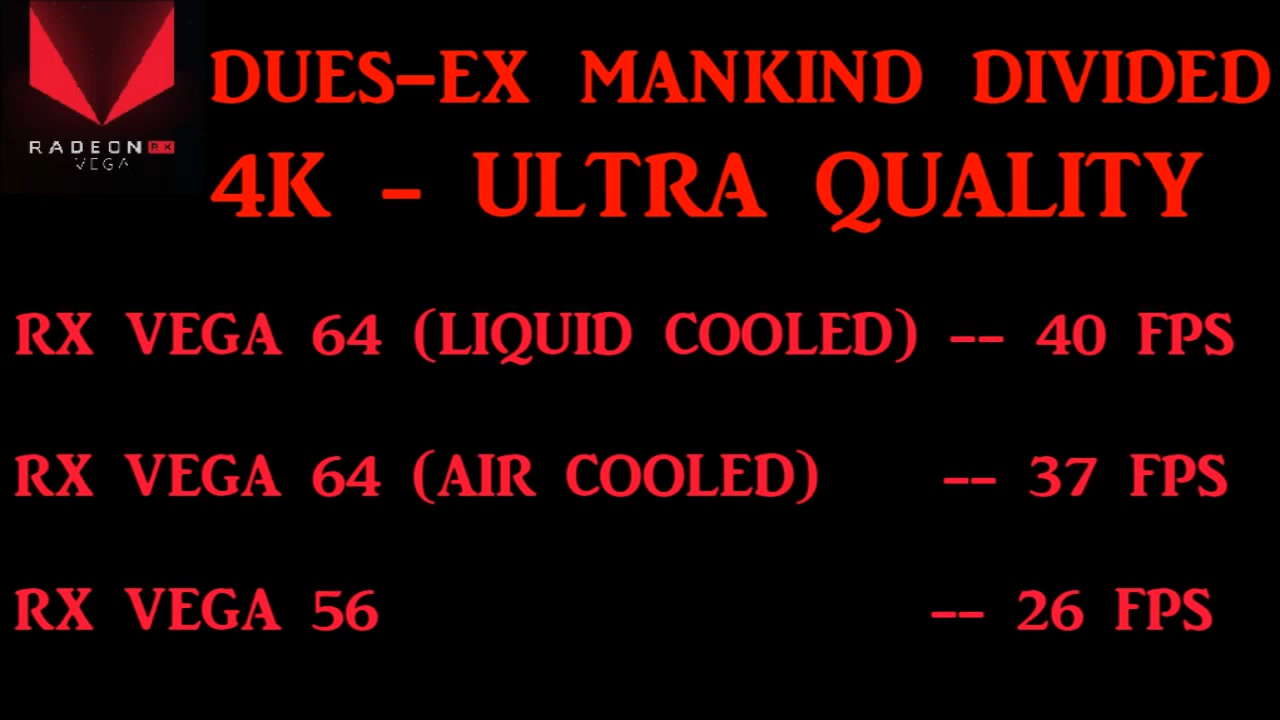 RADEON RX
VEGA
DUES-EX MANKIND DIVIDED
4K - ULTRA QUALITY
RX VEGA 64 (LIQUID COOLED) -- 40 FPS
RX VEGA 64 (AIR COOLED) -- 37 FPS
RX VEGA 56 -- 26 FPS